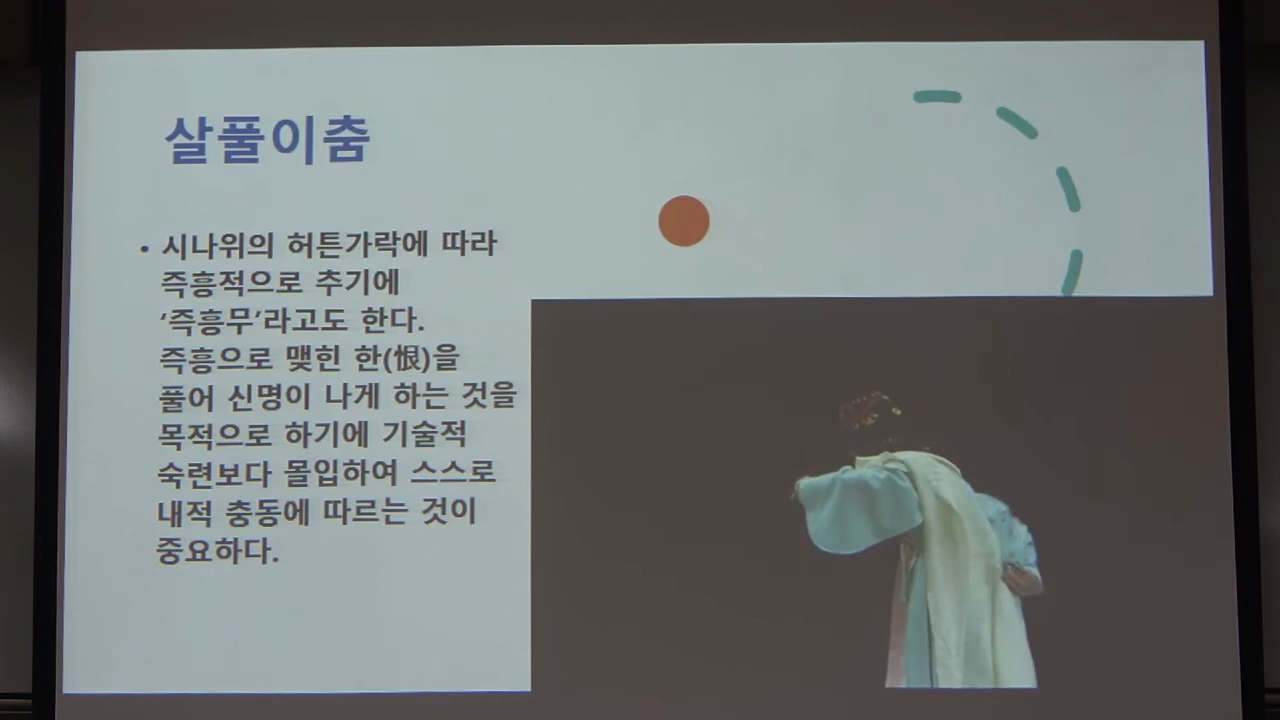 살풀이춤
• 시나위의 허튼가락에 따라
즉흥적으로 추기에
‘즉흥무’라고도 한다.
즉흥으로 맺힌 한(恨)을
풀어 신명이 나게 하는 것을
목적으로 하기에 기술적
숙련보다 몰입하여 스스로
내적 충동에 따르는 것이
중요하다.